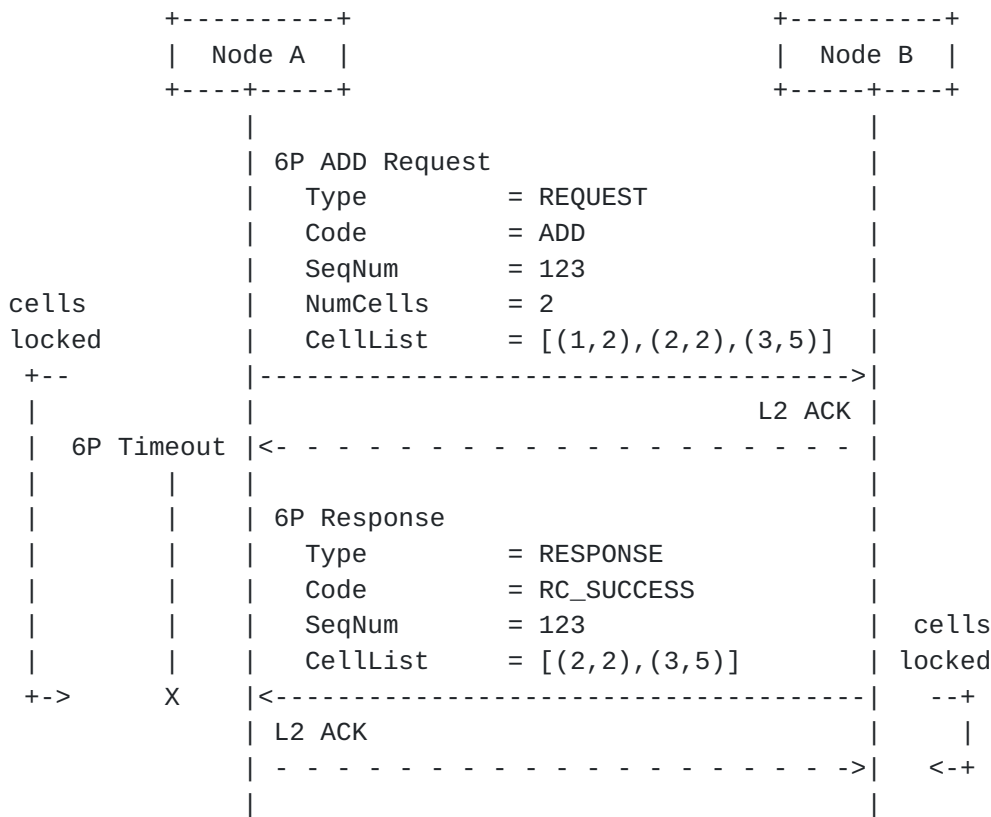 Node A Node B
6P ADD Request
Type = REQUEST
Code = ADD
SeqNum = 123
cells NumCells = 2
locked CellList = [(1,2),(2,2),(3,5)]
L2 ACK
6P Timeout
6P Response
Type = RESPONSE
Code = RC_SUCCESS
SeqNum = 123 cells
CellList = [(2,2),(3,5)] locked
X
L2 ACK